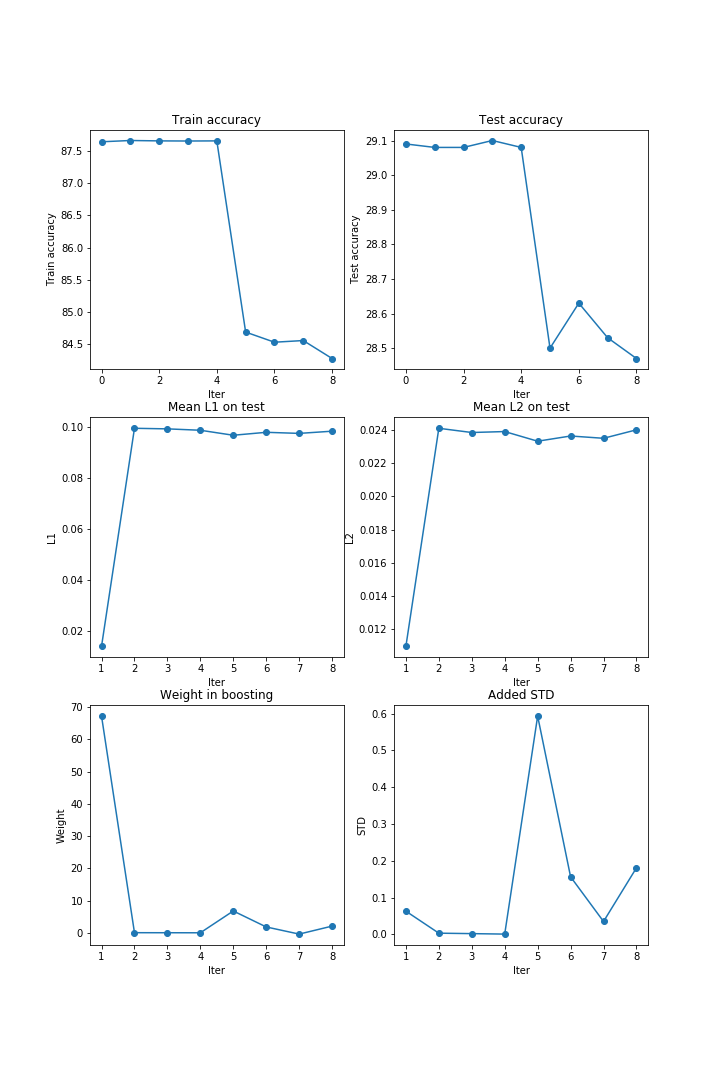 Train accuracy
Train accuracy
87.5
87.0
86.5
86.0
85.5
85.0
84.5
0 2 4 6 8
Iter
Test accuracy
Test accuracy
29.1
29.0
28.9
28.8
28.7
28.6
28.5
0 2 4 6 8
Iter
Mean L1 on test
L1
0.10
0.08
0.06
0.04
0.02
1 2 3 4 5 6 7 8
Iter
Mean L2 on test
L2
0.024
0.022
0.020
0.018
0.016
0.014
0.012
1 2 3 4 5 6 7 8
Iter
Weight in boosting
Weight
70
60
50
40
30
20
10
0
1 2 3 4 5 6 7 8
Iter
Added STD
STD
0.6
0.5
0.4
0.3
0.2
0.1
0.0
1 2 3 4 5 6 7 8
Iter